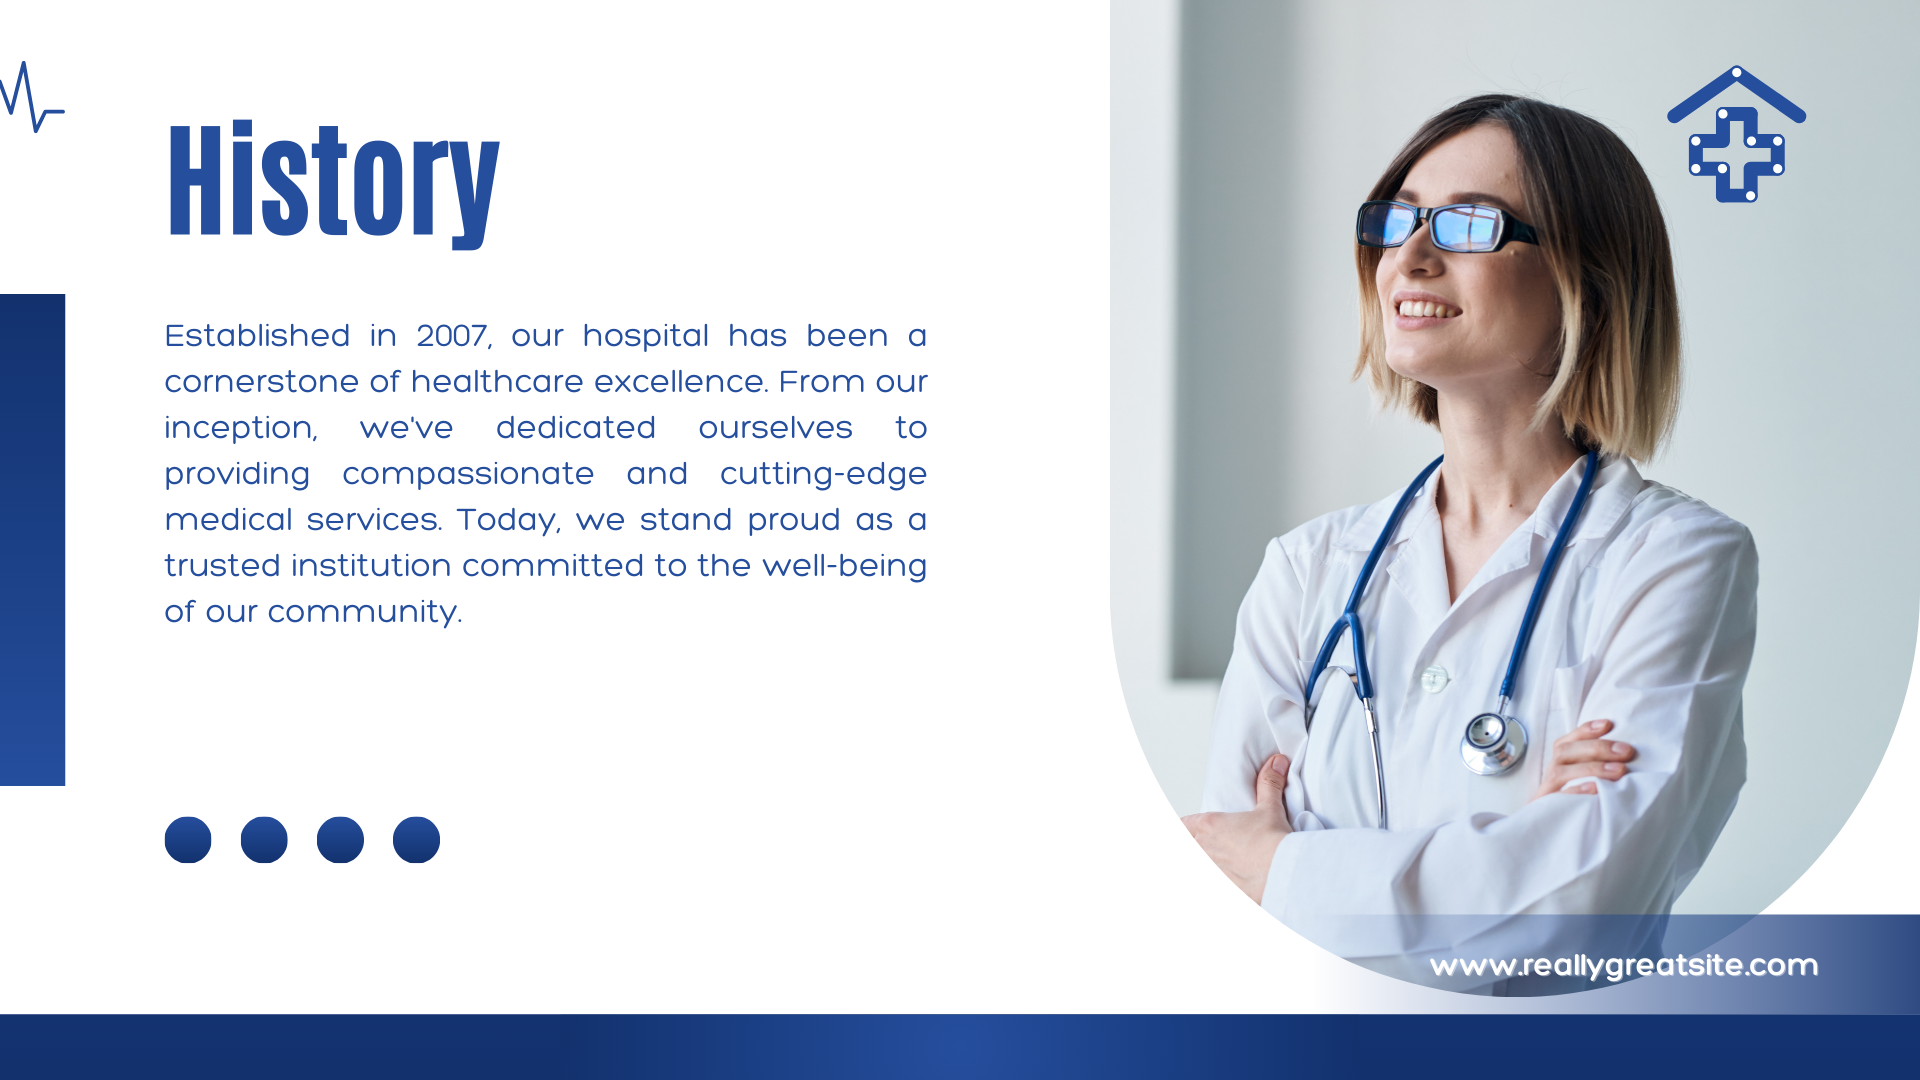 History
Established in 2007, our hospital has been a
cornerstone of healthcare excellence. From our
inception, we've dedicated ourselves to
providing compassionate and cutting-edge
medical services. Today, we stand proud as a
trusted institution committed to the well-being
of our community.
www.reallygreatsite.com